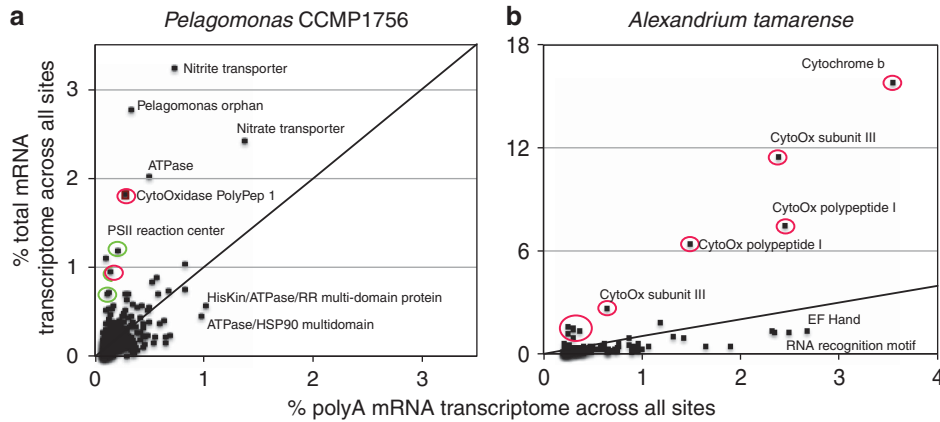 a
Pelagomonas CCMP1756
% total mRNA
transcriptome across all sites
3
2
1
0
Nitrite transporter
Pelagomonas orphan
Nitrate transporter
ATPase
CytoOxidase PolyPep 1
PSII reaction center
HisKin/ATPase/RR multi-domain protein
ATPase/HSP90 multidomain
0 1 2 3
b
Alexandrium tamarense
18
12
6
0
Cytochrome b
CytoOx subunit III
CytoOx polypeptide I
CytoOx polypeptide I
CytoOx subunit III
EF Hand
RNA recognition motif
0 1 2 3 4
% polyA mRNA transcriptome across all sites